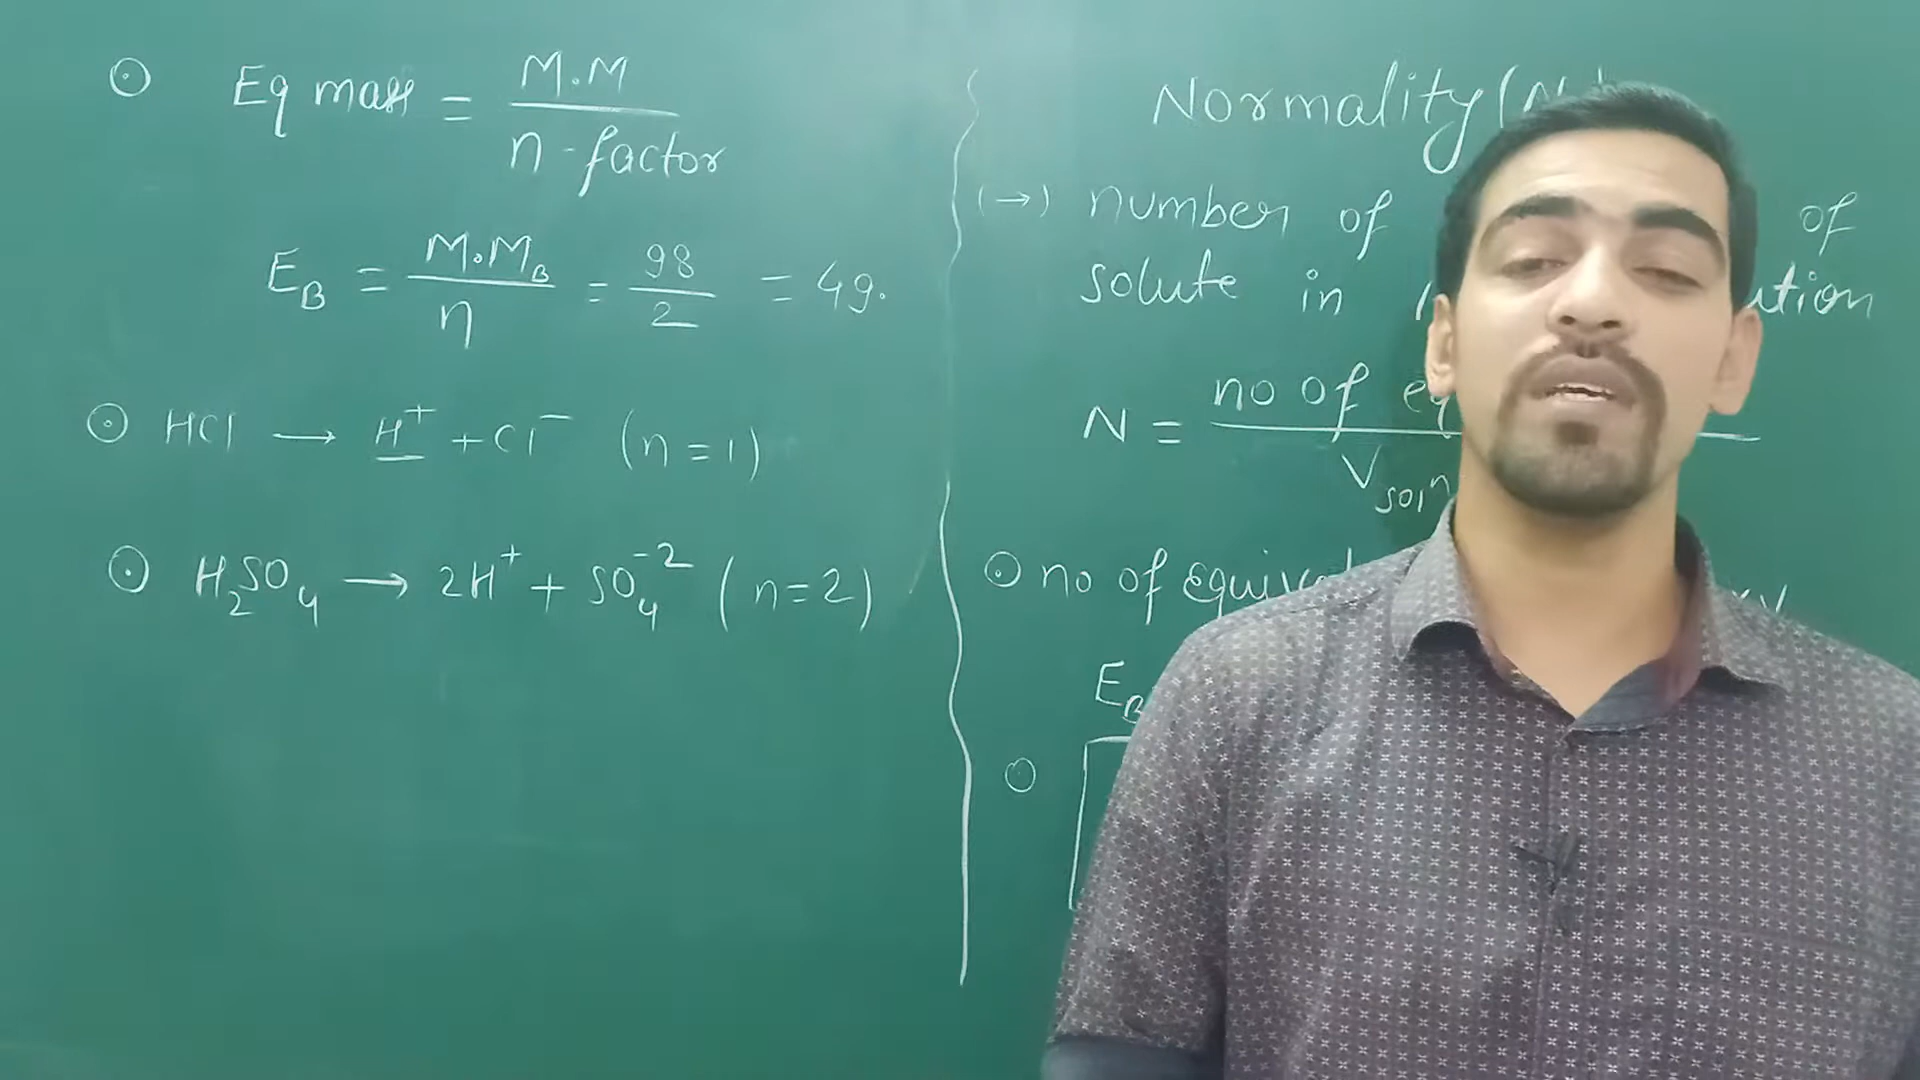 ⊙ Eq mass = M.M / n-factor
E_B = M.M_B / n = 98 / 2 = 49.
⊙ HCl → H⁺ + Cl⁻ (n = 1)
⊙ H₂SO₄ → 2H⁺ + SO₄⁻² (n = 2)
Normality (N
(→) number of of
solute in
N = no of / V soln
⊙ no of
E_B